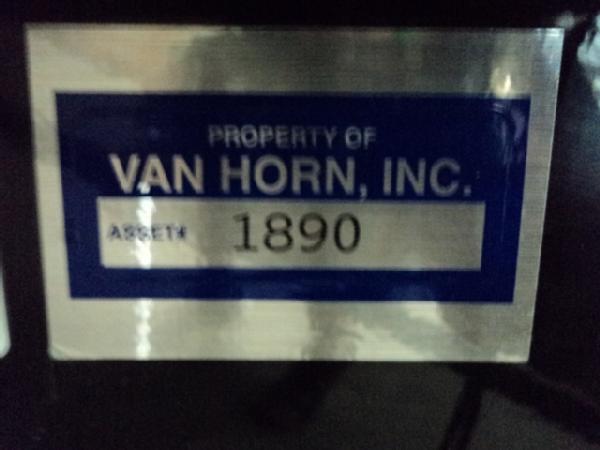 PROPERTY OF
VAN HORN, INC.
ASSET# 1890